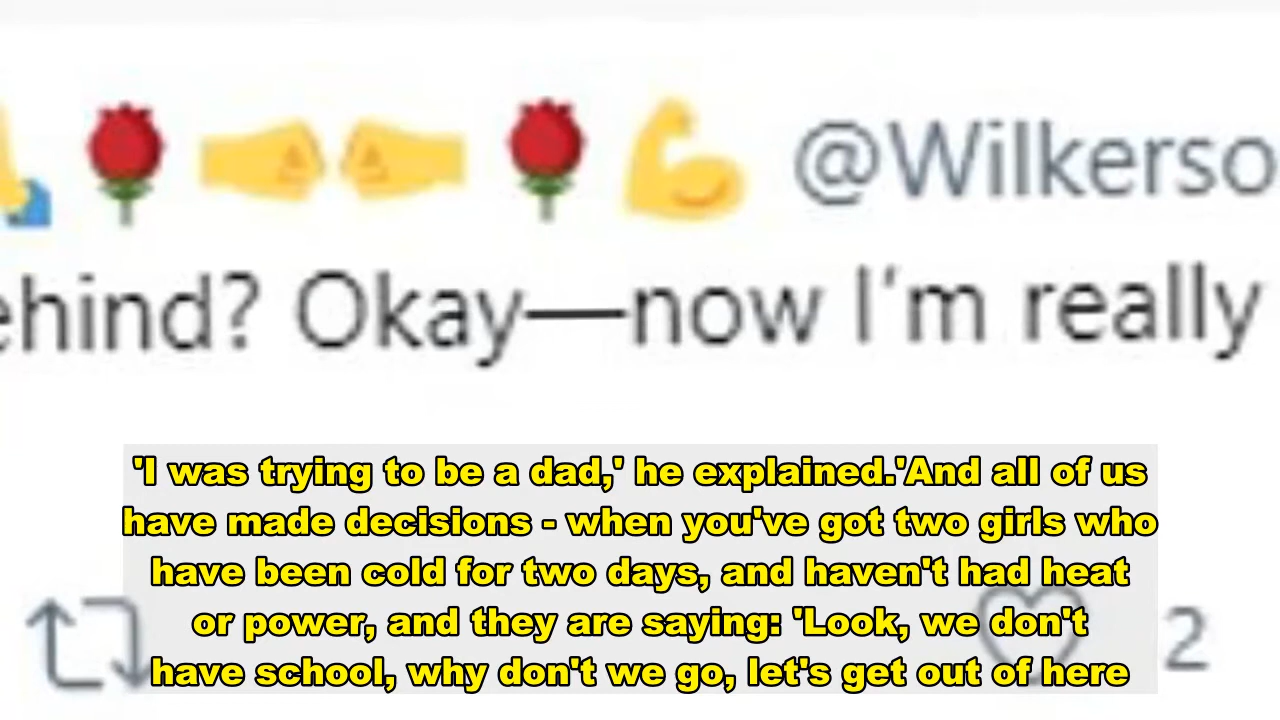 @Wilkerso
ehind? Okay—now I'm really
'I was trying to be a dad,' he explained.'And all of us
have made decisions - when you've got two girls who
have been cold for two days, and haven't had heat
or power, and they are saying: 'Look, we don't
have school, why don't we go, let's get out of here
2